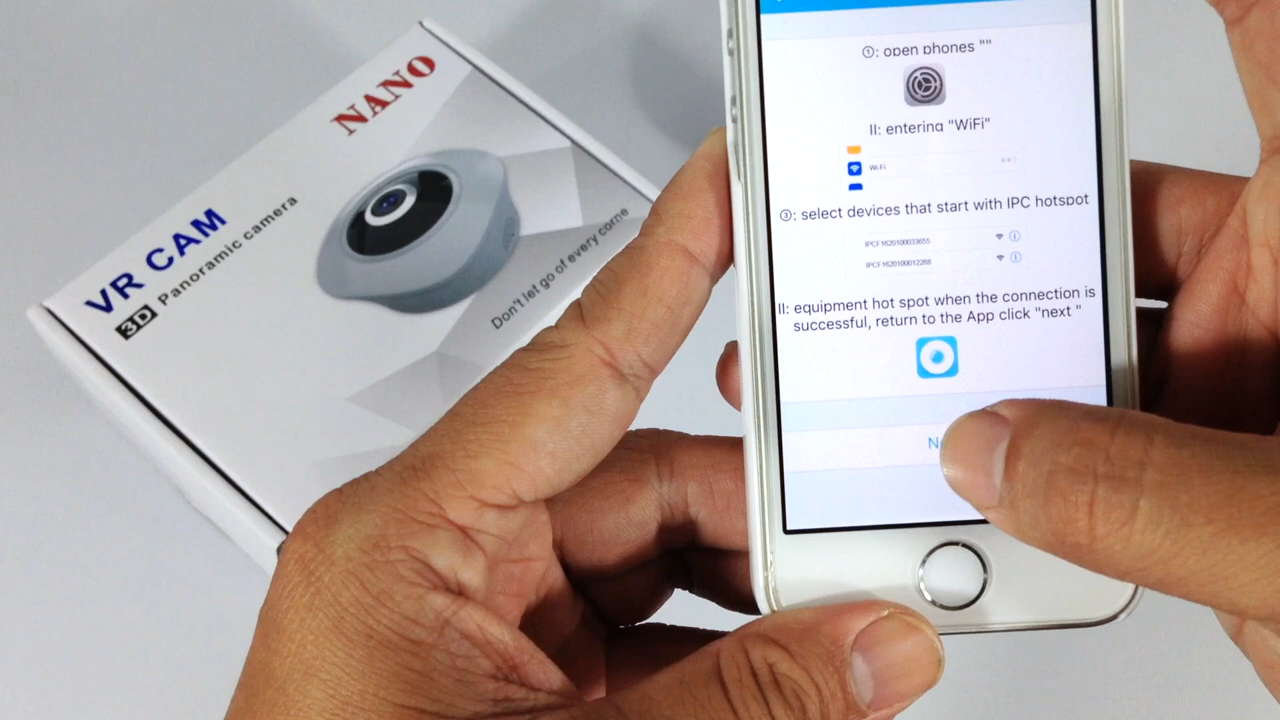 NANO
VR CAM
3D Panoramic camera
Don't let go of every corne
①: open phones ""
II: entering "WiFi"
Wi-Fi
③: select devices that start with IPC hotspot
IPCF1620100033655
IPCF1620100012268
II: equipment hot spot when the connection is
successful, return to the App click "next "